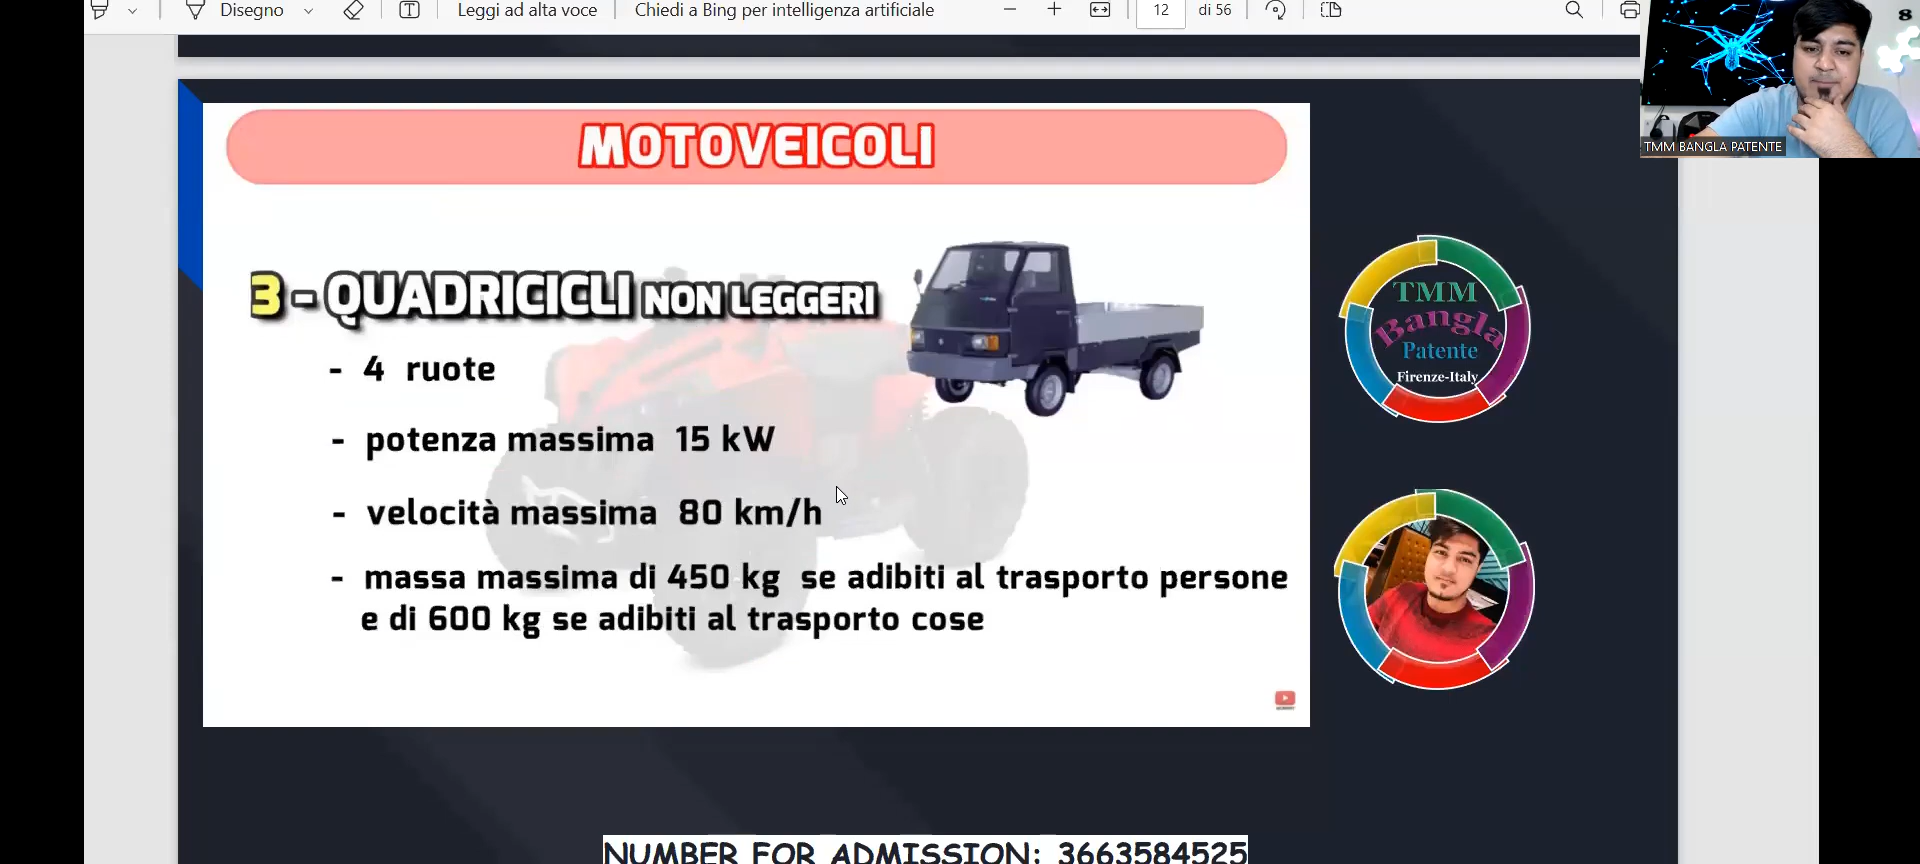 Disegno
Leggi ad alta voce
Chiedi a Bing per intelligenza artificiale
12 di 56
8
TMM BANGLA PATENTE
MOTOVEICOLI
3 - QUADRICICLI NON LEGGERI
- 4 ruote
- potenza massima 15 kW
- velocità massima 80 km/h
- massa massima di 450 kg se adibiti al trasporto persone
e di 600 kg se adibiti al trasporto cose
TMM
Bangla
Patente
Firenze-Italy
NUMBER FOR ADMISSION: 3663584525